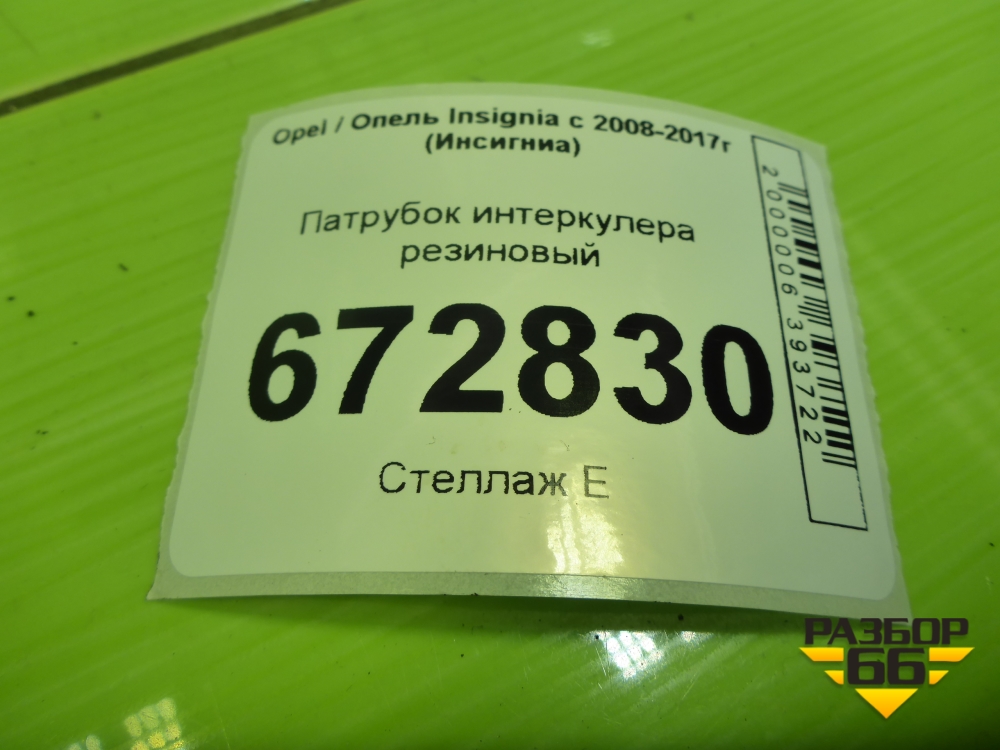 Opel / Опель Insignia с 2008-2017г
(Инсигниа)
Патрубок интеркулера
резиновый
672830
Стеллаж Е
2000006393722
РАЗБОР
66